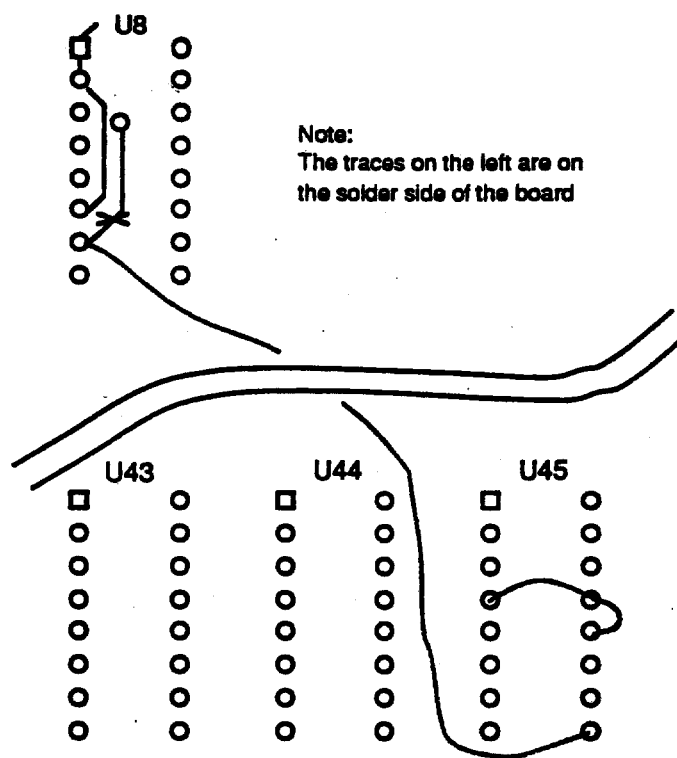 U8
Note:
The traces on the left are on
the solder side of the board
U43
U44
U45